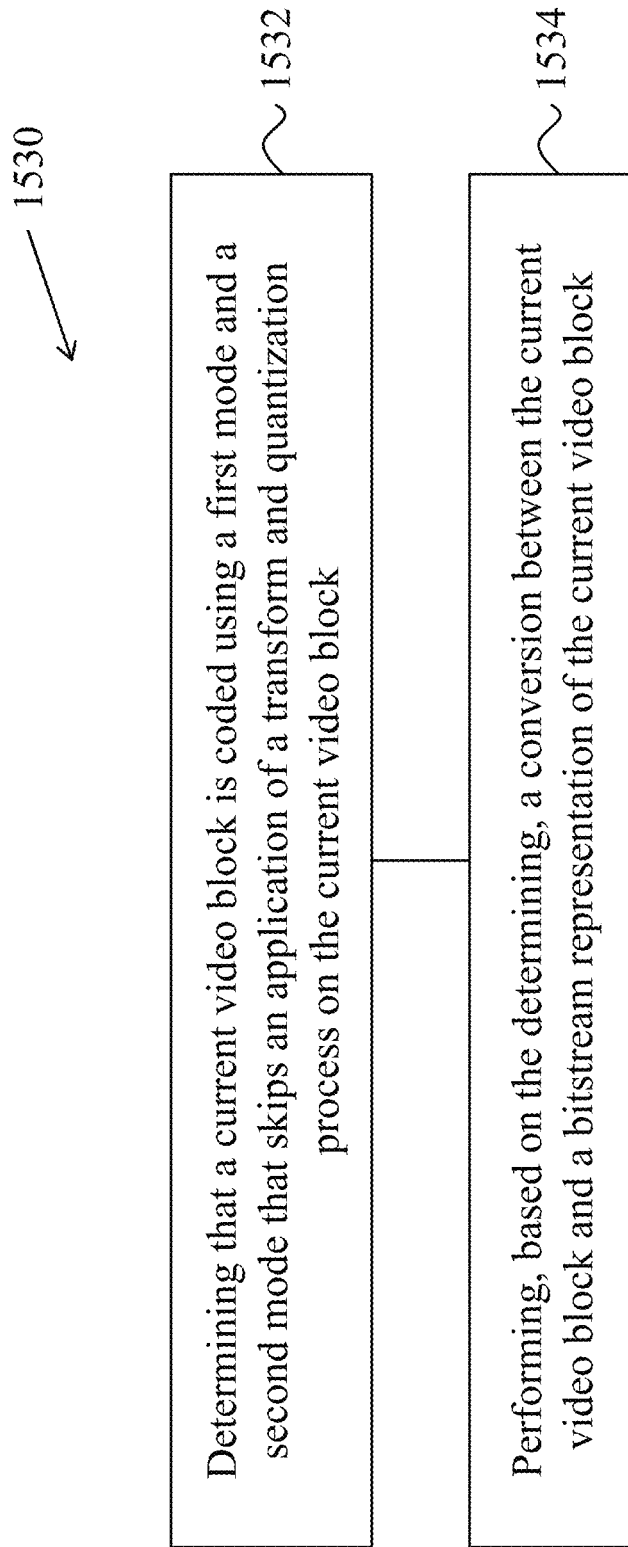 1530
Determining that a current video block is coded using a first mode and a
second mode that skips an application of a transform and quantization
process on the current video block
1532
Performing, based on the determining, a conversion between the current
video block and a bitstream representation of the current video block
1534